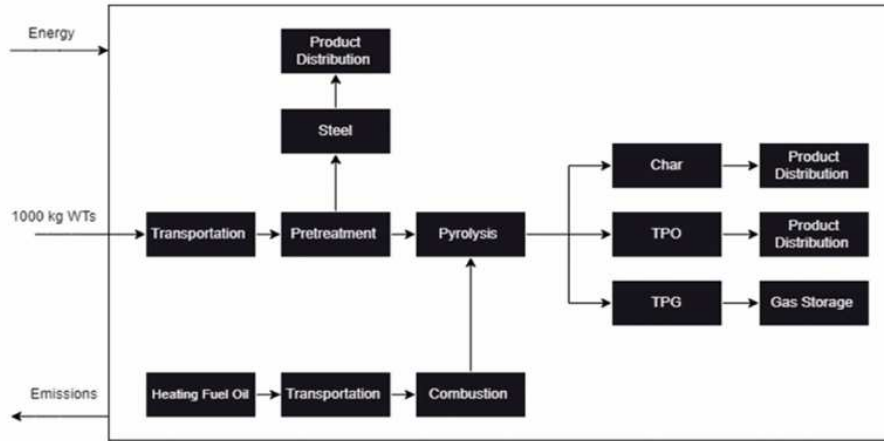 Energy
Product
Distribution
Steel
Char
Product
Distribution
1000 kg WTs
Transportation
Pretreatment
Pyrolysis
TPO
Product
Distribution
TPG
Gas Storage
Emissions
Heating Fuel Oil
Transportation
Combustion